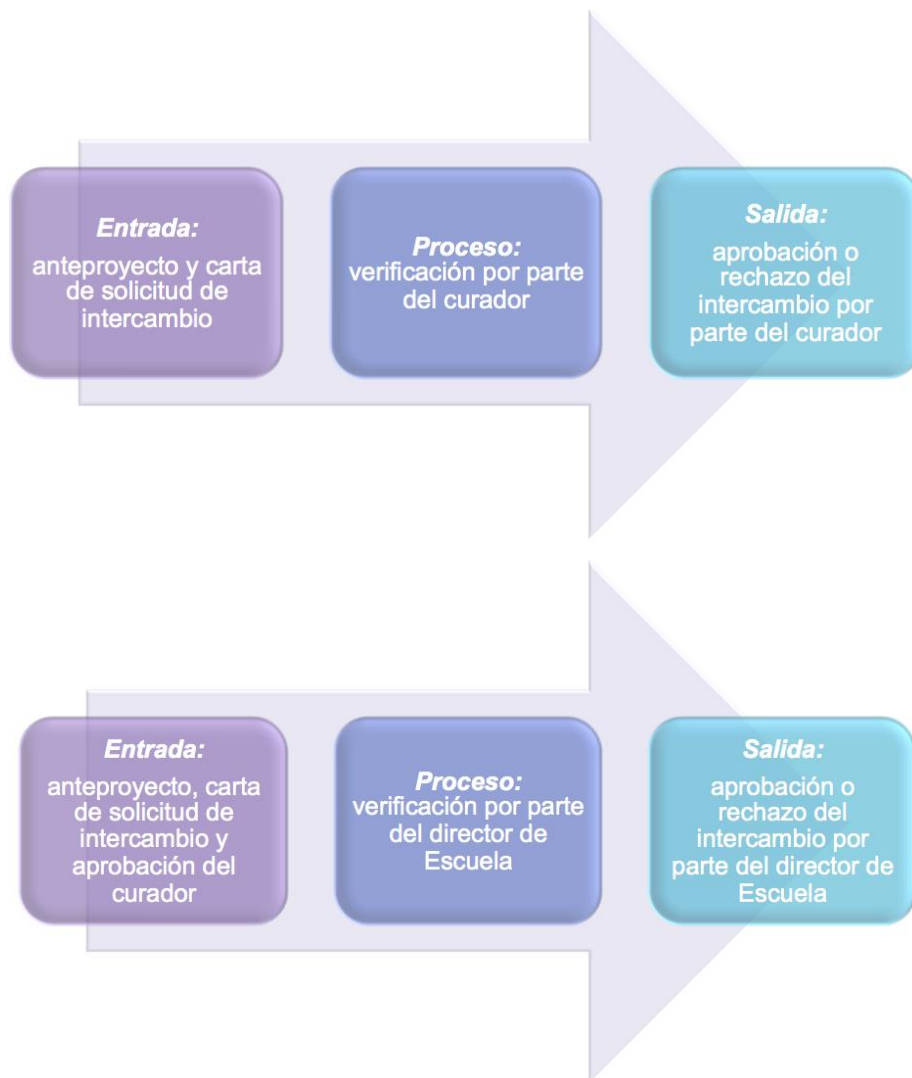 Entrada:
anteproyecto y carta
de solicitud de
intercambio
Proceso:
verificación por parte
del curador
Salida:
aprobación o
rechazo del
intercambio por
parte del curador
Entrada:
anteproyecto, carta
de solicitud de
intercambio y
aprobación del
curador
Proceso:
verificación por parte
del director de
Escuela
Salida:
aprobación o
rechazo del
intercambio por
parte del director de
Escuela